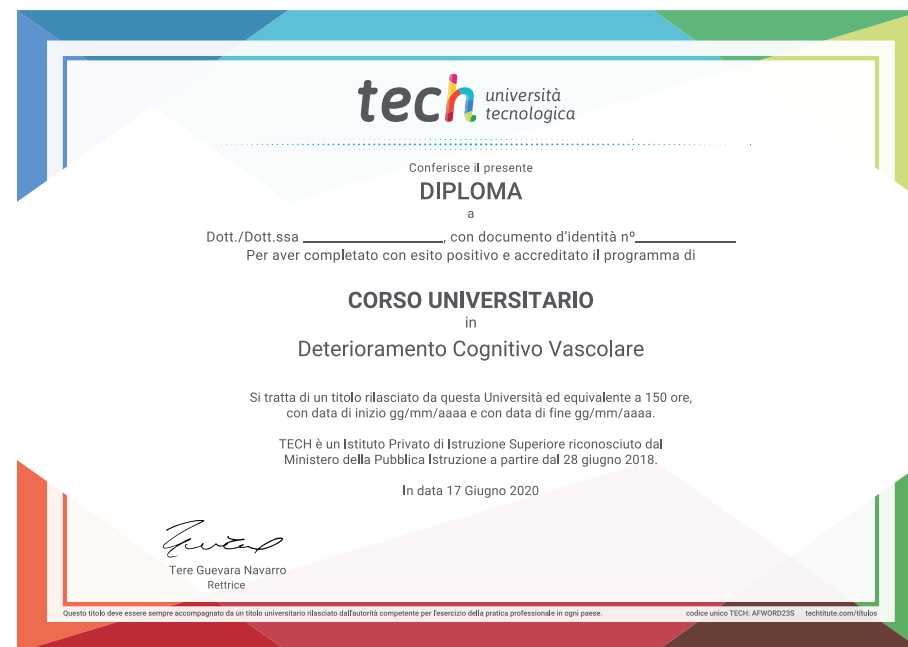 tech università
tecnologica
Conferisce il presente
DIPLOMA
a
Dott./Dott.ssa ____________, con documento d'identità nº____________
Per aver completato con esito positivo e accreditato il programma di
CORSO UNIVERSITARIO
in
Deterioramento Cognitivo Vascolare
Si tratta di un titolo rilasciato da questa Università ed equivalente a 150 ore,
con data di inizio gg/mm/aaaa e con data di fine gg/mm/aaaa.
TECH è un Istituto Privato di Istruzione Superiore riconosciuto dal
Ministero della Pubblica Istruzione a partire dal 28 giugno 2018.
In data 17 Giugno 2020
Tere Guevara Navarro
Rettrice
Questo titolo deve essere sempre accompagnato da un titolo universitario rilasciato dall'autorità competente per l'esercizio della pratica professionale in ogni paese. codice unico TECH: AFWORD23S techtitute.com/títulos